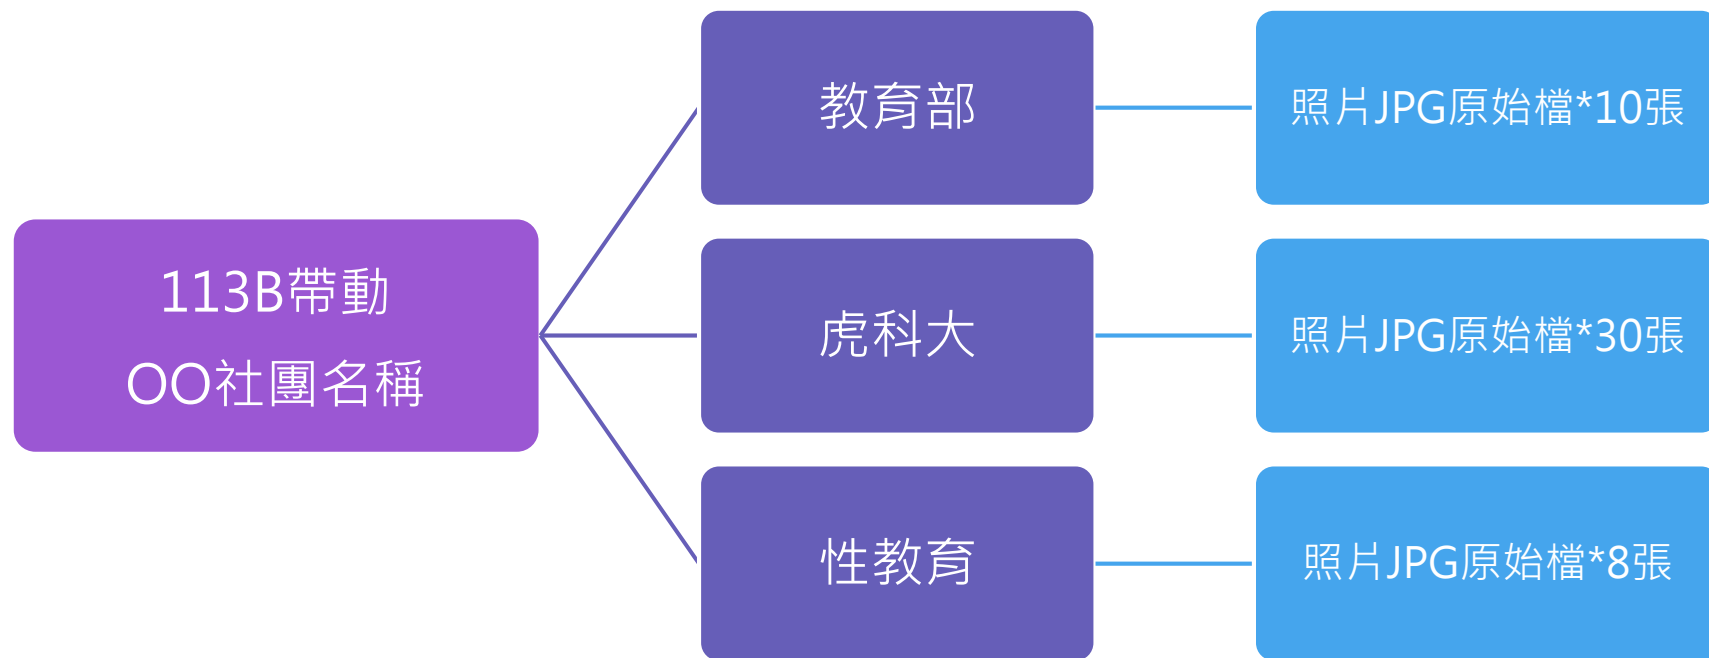 113B帶動
OO社團名稱
教育部
照片JPG原始檔*10張
虎科大
照片JPG原始檔*30張
性教育
照片JPG原始檔*8張